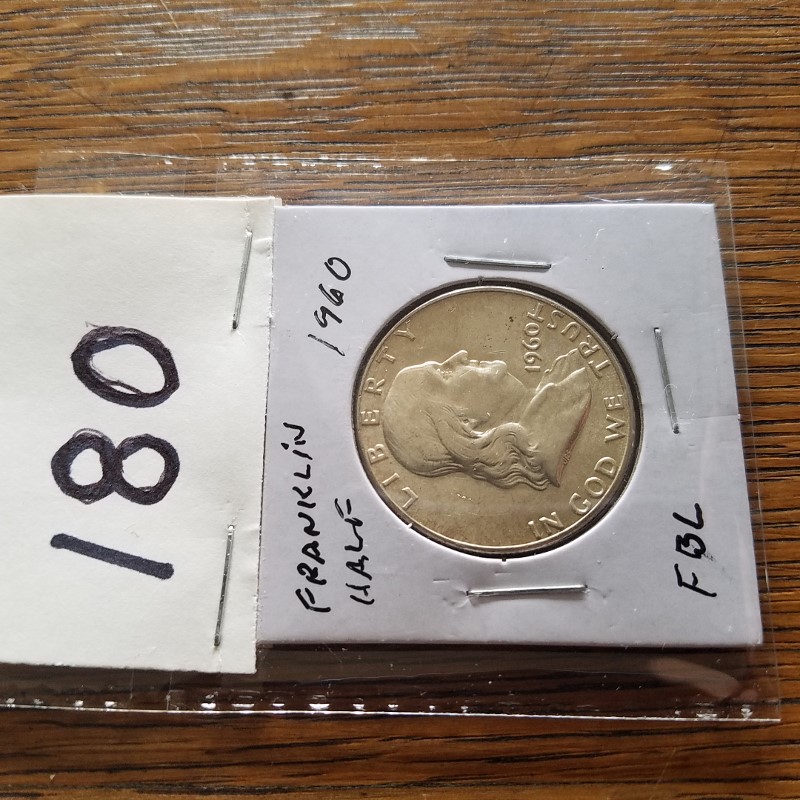 180
1960
FRANKLIN
HALF
FBL
LIBERTY
1960
IN GOD WE TRUST